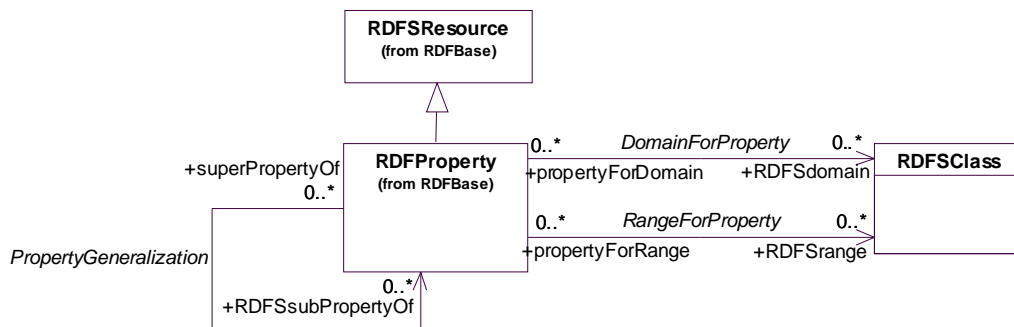 RDFSResource
(from RDFBase)
RDFProperty
(from RDFBase)
+superPropertyOf
0..*
PropertyGeneralization
0..*
+RDFSsubPropertyOf
0..*
DomainForProperty
0..*
+propertyForDomain
+RDFSdomain
0..*
RangeForProperty
0..*
+propertyForRange
+RDFSrange
RDFSClass